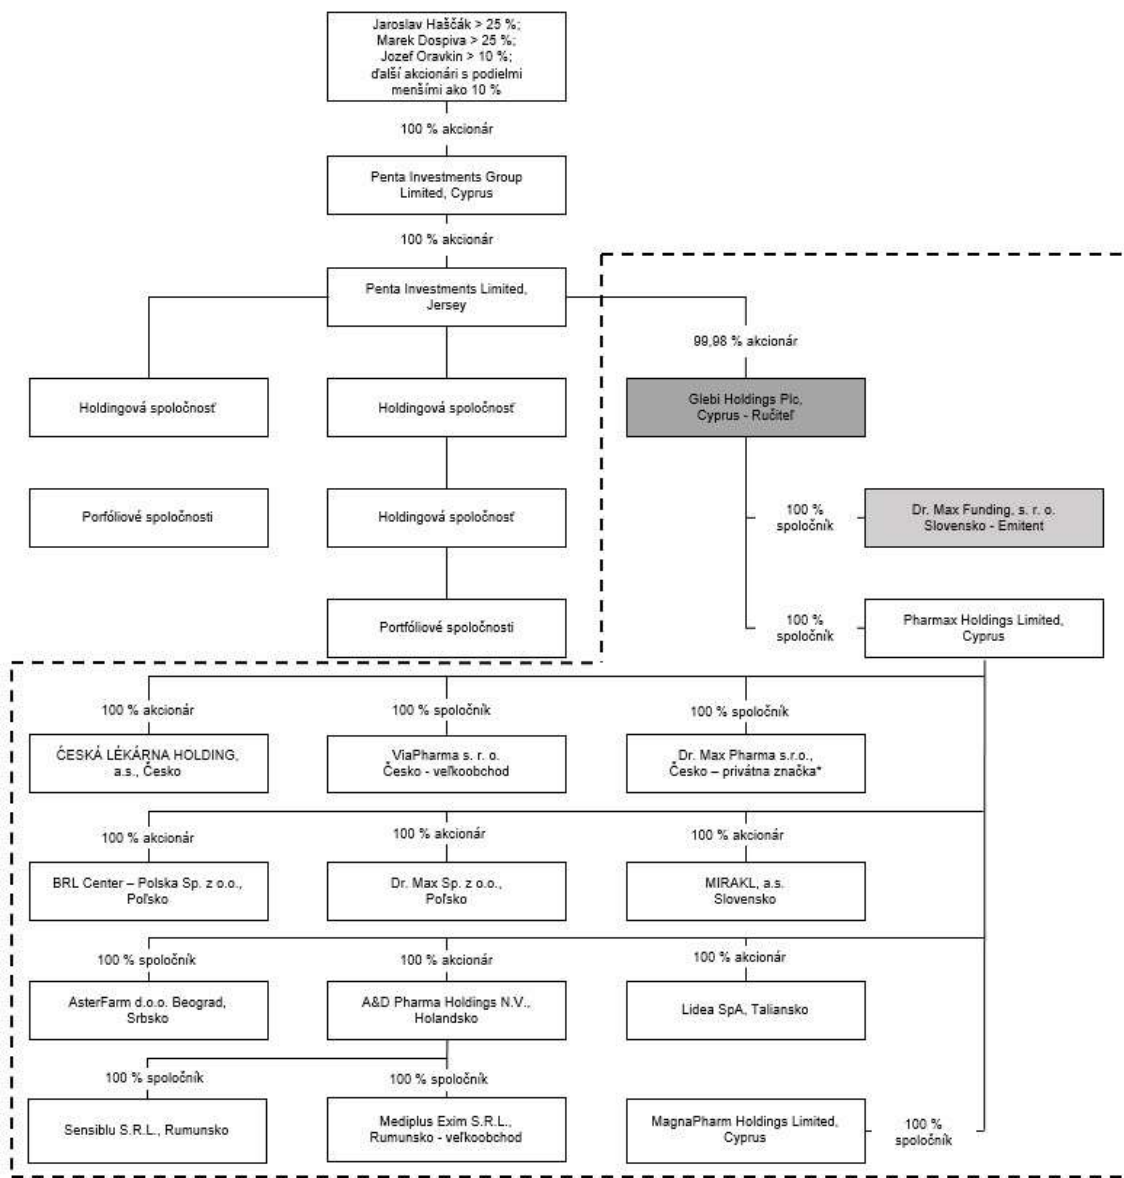 Jaroslav Haščák > 25 %;
Marek Dospiva > 25 %;
Jozef Oravkin > 10 %;
ďalší akcionári s podielmi
menšími ako 10 %
100 % akcionár
Penta Investments Group
Limited, Cyprus
100 % akcionár
Penta Investments Limited,
Jersey
99,98 % akcionár
Holdingová spoločnosť
Holdingová spoločnosť
Glebi Holdings Plc,
Cyprus - Ručiteľ
Porfóliové spoločnosti
Holdingová spoločnosť
100 %
spoločník
Dr. Max Funding, s. r. o.
Slovensko - Emitent
Portfóliové spoločnosti
100 %
spoločník
Pharmax Holdings Limited,
Cyprus
100 % akcionár
100 % spoločník
100 % spoločník
ĆESKÁ LÉKÁRNA HOLDING,
a.s., Česko
ViaPharma s. r. o.
Česko - veľkoobchod
Dr. Max Pharma s.r.o.,
Česko – privátna značka*
100 % akcionár
100 % akcionár
100 % akcionár
BRL Center – Polska Sp. z o.o.,
Poľsko
Dr. Max Sp. z o.o.,
Poľsko
MIRAKL, a.s.
Slovensko
100 % spoločník
100 % akcionár
100 % akcionár
AsterFarm d.o.o. Beograd,
Srbsko
A&D Pharma Holdings N.V.,
Holandsko
Lidea SpA, Taliansko
100 % spoločník
100 % spoločník
Sensiblu S.R.L., Rumunsko
Mediplus Exim S.R.L.,
Rumunsko - veľkoobchod
MagnaPharm Holdings Limited,
Cyprus
100 %
spoločník